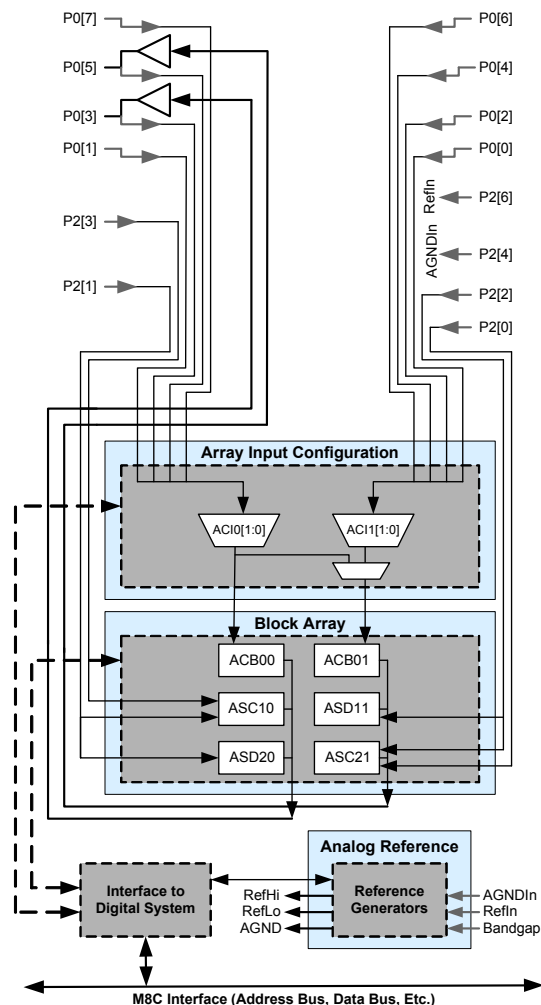 P0[7]
P0[5]
P0[3]
P0[1]
P2[3]
P2[1]
P0[6]
P0[4]
P0[2]
P0[0]
P2[6]
RefIn
P2[4]
AGNDIn
P2[2]
P2[0]
Array Input Configuration
ACI0[1:0]
ACI1[1:0]
Block Array
ACB00
ACB01
ASC10
ASD11
ASD20
ASC21
Analog Reference
Interface to
Digital System
RefHi
RefLo
AGND
Reference
Generators
AGNDIn
RefIn
Bandgap
M8C Interface (Address Bus, Data Bus, Etc.)